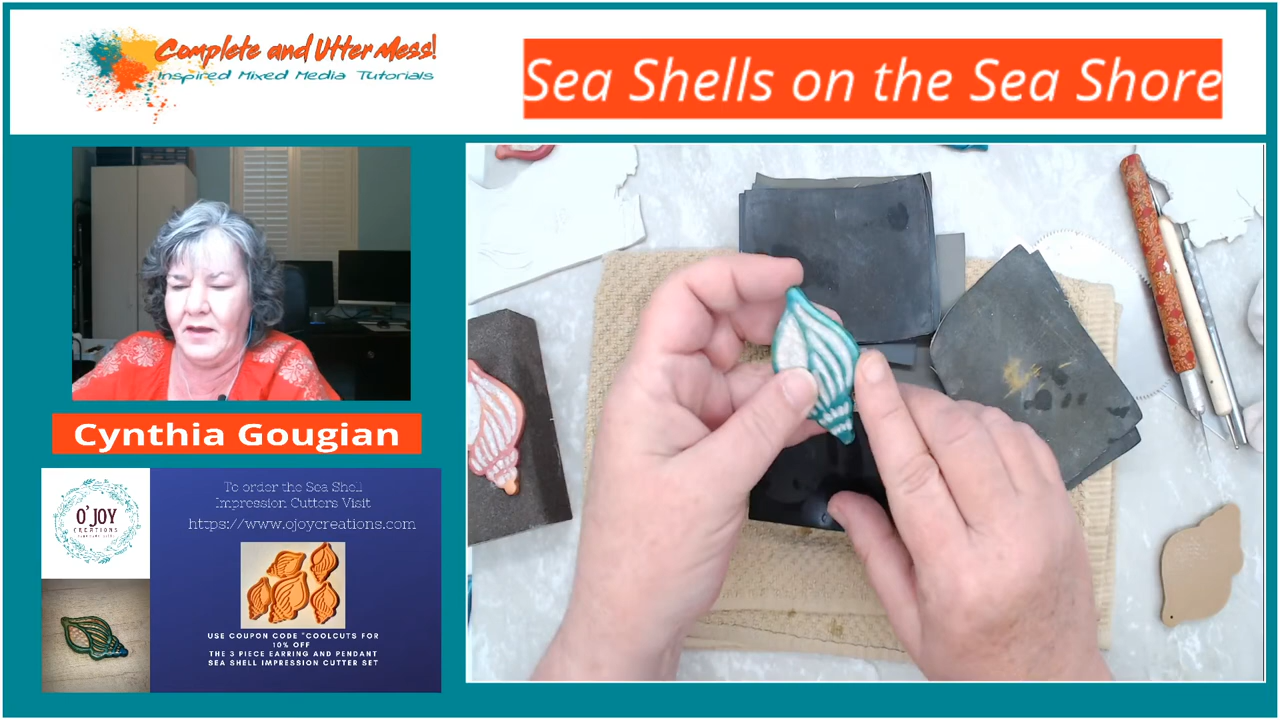 Complete and Utter Mess!
Inspired Mixed Media Tutorials
Sea Shells on the Sea Shore
Cynthia Gougian
O'JOY
CREATIONS
To order the Sea Shell
Impression Cutters Visit
https://www.ojoycreations.com
USE COUPON CODE "COOLCUTS FOR
10% OFF
THE 3 PIECE EARRING AND PENDANT
SEA SHELL IMPRESSION CUTTER SET